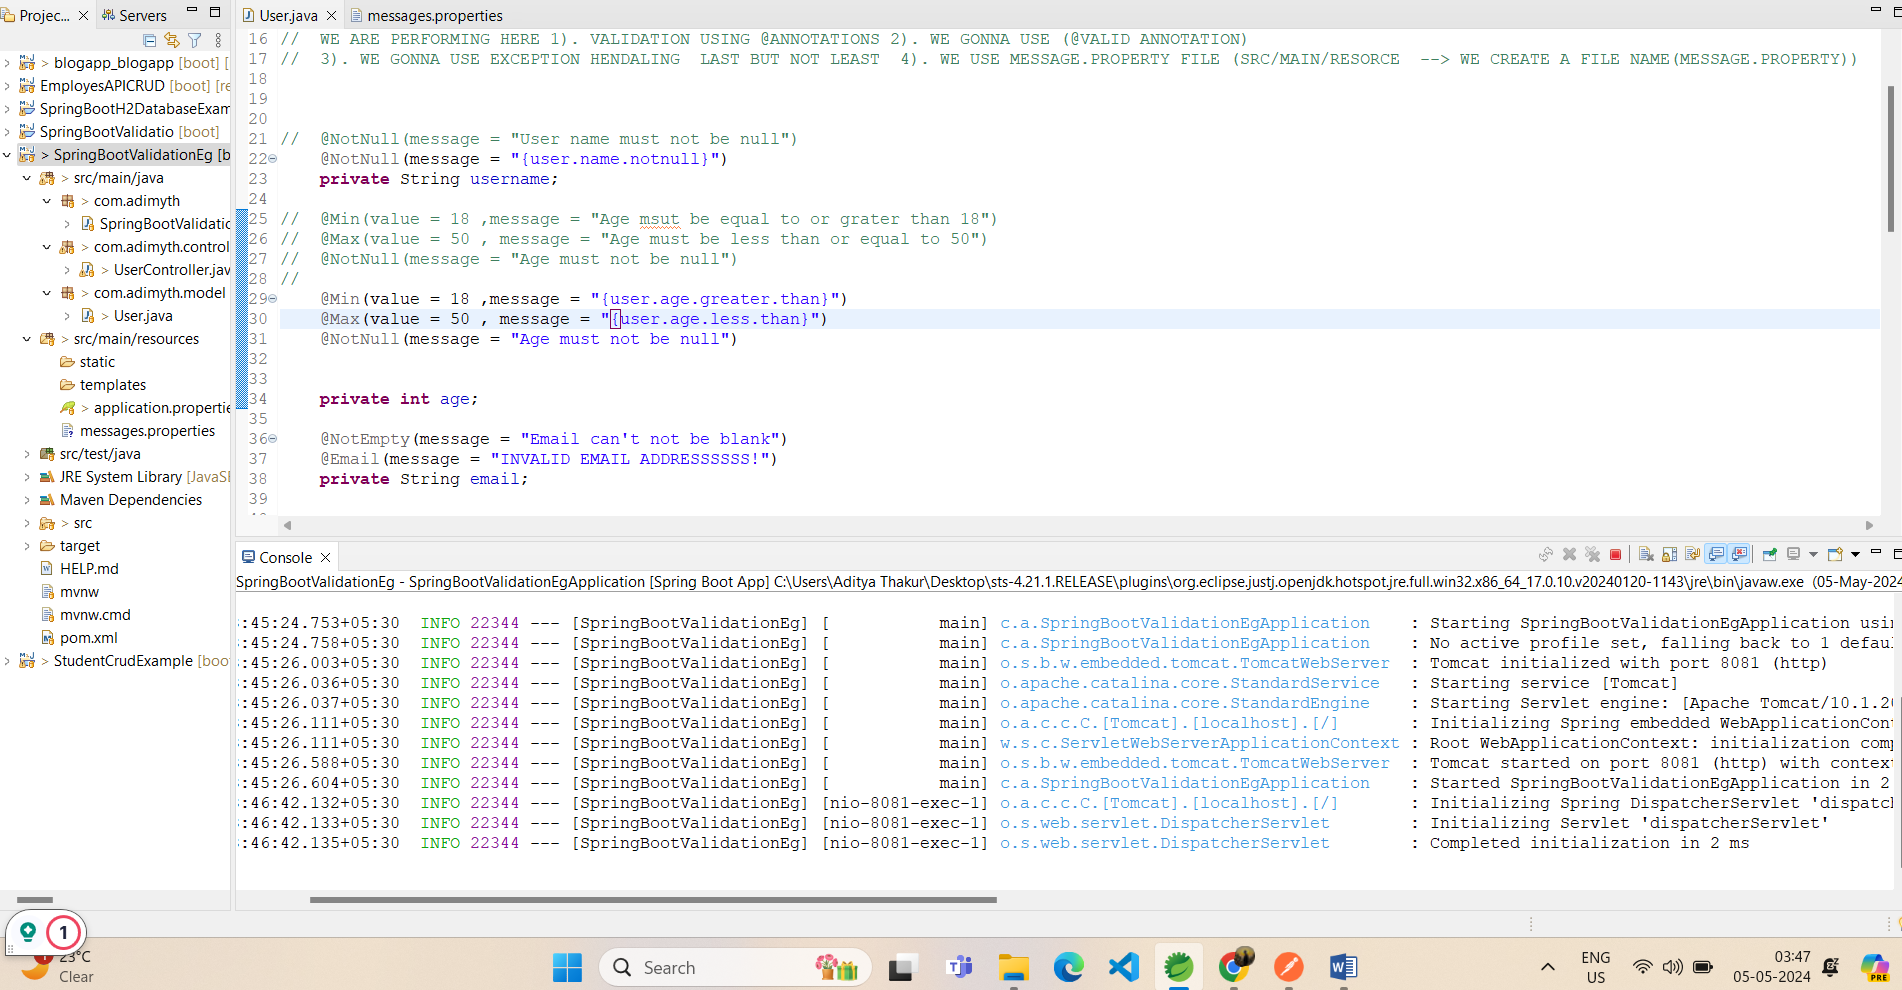 Projec...
Servers
blogapp_blogapp [boot] [
EmployesAPICRUD [boot] [re
SpringBootH2DatabaseExam
SpringBootValidatio [boot]
> SpringBootValidationEg [b
> src/main/java
> com.adimyth
SpringBootValidatio
> com.adimyth.control
> UserController.jav
> com.adimyth.model
> User.java
> src/main/resources
static
templates
> application.propertie
messages.properties
src/test/java
JRE System Library [JavaSE
Maven Dependencies
> src
target
HELP.md
mvnw
mvnw.cmd
pom.xml
> StudentCrudExample [boo
User.java
messages.properties
16 //  WE ARE PERFORMING HERE 1). VALIDATION USING @ANNOTATIONS 2). WE GONNA USE (@VALID ANNOTATION)
17 //  3). WE GONNA USE EXCEPTION HENDALING  LAST BUT NOT LEAST  4). WE USE MESSAGE.PROPERTY FILE (SRC/MAIN/RESORCE  --> WE CREATE A FILE NAME(MESSAGE.PROPERTY))
18
19
20
21 //  @NotNull(message = "User name must not be null")
22     @NotNull(message = "{user.name.notnull}")
23     private String username;
24
25 //  @Min(value = 18 ,message = "Age msut be equal to or grater than 18")
26 //  @Max(value = 50 , message = "Age must be less than or equal to 50")
27 //  @NotNull(message = "Age must not be null")
28 //
29     @Min(value = 18 ,message = "{user.age.greater.than}")
30     @Max(value = 50 , message = "{user.age.less.than}")
31     @NotNull(message = "Age must not be null")
32
33
34     private int age;
35
36     @NotEmpty(message = "Email can't not be blank")
37     @Email(message = "INVALID EMAIL ADDRESSSSSS!")
38     private String email;
39
Console
SpringBootValidationEg - SpringBootValidationEgApplication [Spring Boot App] C:\Users\Aditya Thakur\Desktop\sts-4.21.1.RELEASE\plugins\org.eclipse.justj.openjdk.hotspot.jre.full.win32.x86_64_17.0.10.v20240120-1143\jre\bin\javaw.exe (05-May-2024
:45:24.753+05:30  INFO 22344 --- [SpringBootValidationEg] [           main] c.a.SpringBootValidationEgApplication    : Starting SpringBootValidationEgApplication usin
:45:24.758+05:30  INFO 22344 --- [SpringBootValidationEg] [           main] c.a.SpringBootValidationEgApplication    : No active profile set, falling back to 1 defaul
:45:26.003+05:30  INFO 22344 --- [SpringBootValidationEg] [           main] o.s.b.w.embedded.tomcat.TomcatWebServer  : Tomcat initialized with port 8081 (http)
:45:26.036+05:30  INFO 22344 --- [SpringBootValidationEg] [           main] o.apache.catalina.core.StandardService   : Starting service [Tomcat]
:45:26.037+05:30  INFO 22344 --- [SpringBootValidationEg] [           main] o.apache.catalina.core.StandardEngine    : Starting Servlet engine: [Apache Tomcat/10.1.20
:45:26.111+05:30  INFO 22344 --- [SpringBootValidationEg] [           main] o.a.c.c.C.[Tomcat].[localhost].[/]       : Initializing Spring embedded WebApplicationCont
:45:26.111+05:30  INFO 22344 --- [SpringBootValidationEg] [           main] w.s.c.ServletWebServerApplicationContext : Root WebApplicationContext: initialization comp
:45:26.588+05:30  INFO 22344 --- [SpringBootValidationEg] [           main] o.s.b.w.embedded.tomcat.TomcatWebServer  : Tomcat started on port 8081 (http) with context
:45:26.604+05:30  INFO 22344 --- [SpringBootValidationEg] [           main] c.a.SpringBootValidationEgApplication    : Started SpringBootValidationEgApplication in 2
:46:42.132+05:30  INFO 22344 --- [SpringBootValidationEg] [nio-8081-exec-1] o.a.c.c.C.[Tomcat].[localhost].[/]       : Initializing Spring DispatcherServlet 'dispatch
:46:42.133+05:30  INFO 22344 --- [SpringBootValidationEg] [nio-8081-exec-1] o.s.web.servlet.DispatcherServlet        : Initializing Servlet 'dispatcherServlet'
:46:42.135+05:30  INFO 22344 --- [SpringBootValidationEg] [nio-8081-exec-1] o.s.web.servlet.DispatcherServlet        : Completed initialization in 2 ms
1
1
23°C
Clear
Search
ENG
US
03:47
05-05-2024
PRE